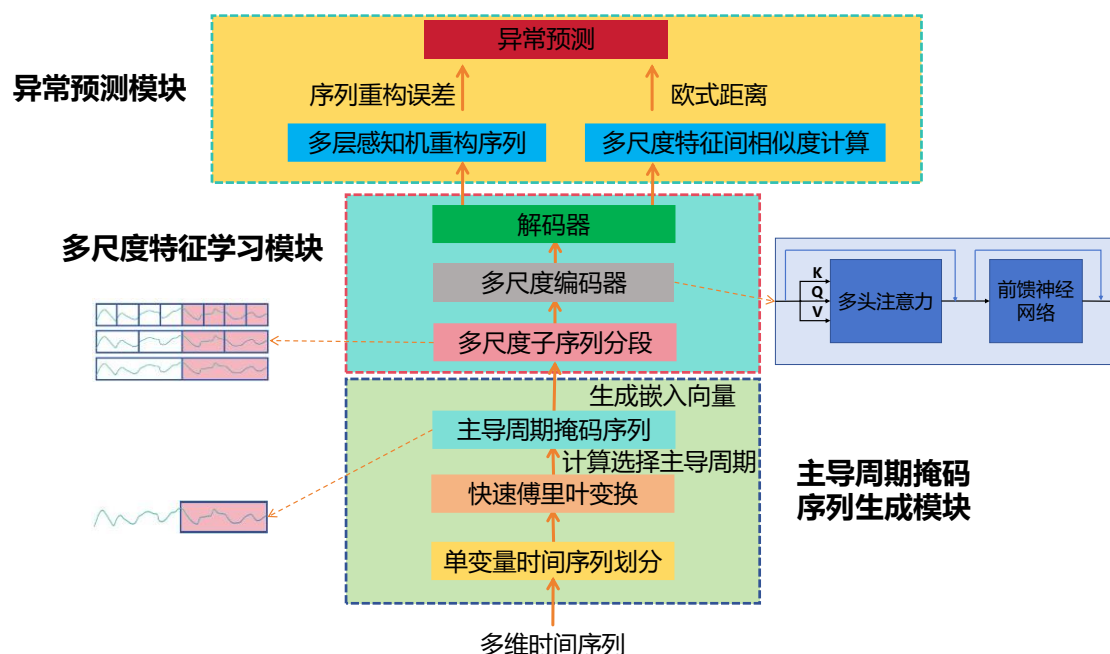 异常预测
异常预测模块
序列重构误差
欧式距离
多层感知机重构序列
多尺度特征间相似度计算
解码器
多尺度特征学习模块
多尺度编码器
K
Q
V
多头注意力
前馈神经
网络
多尺度子序列分段
生成嵌入向量
主导周期掩码序列
计算选择主导周期
主导周期掩码
序列生成模块
快速傅里叶变换
单变量时间序列划分
多维时间序列